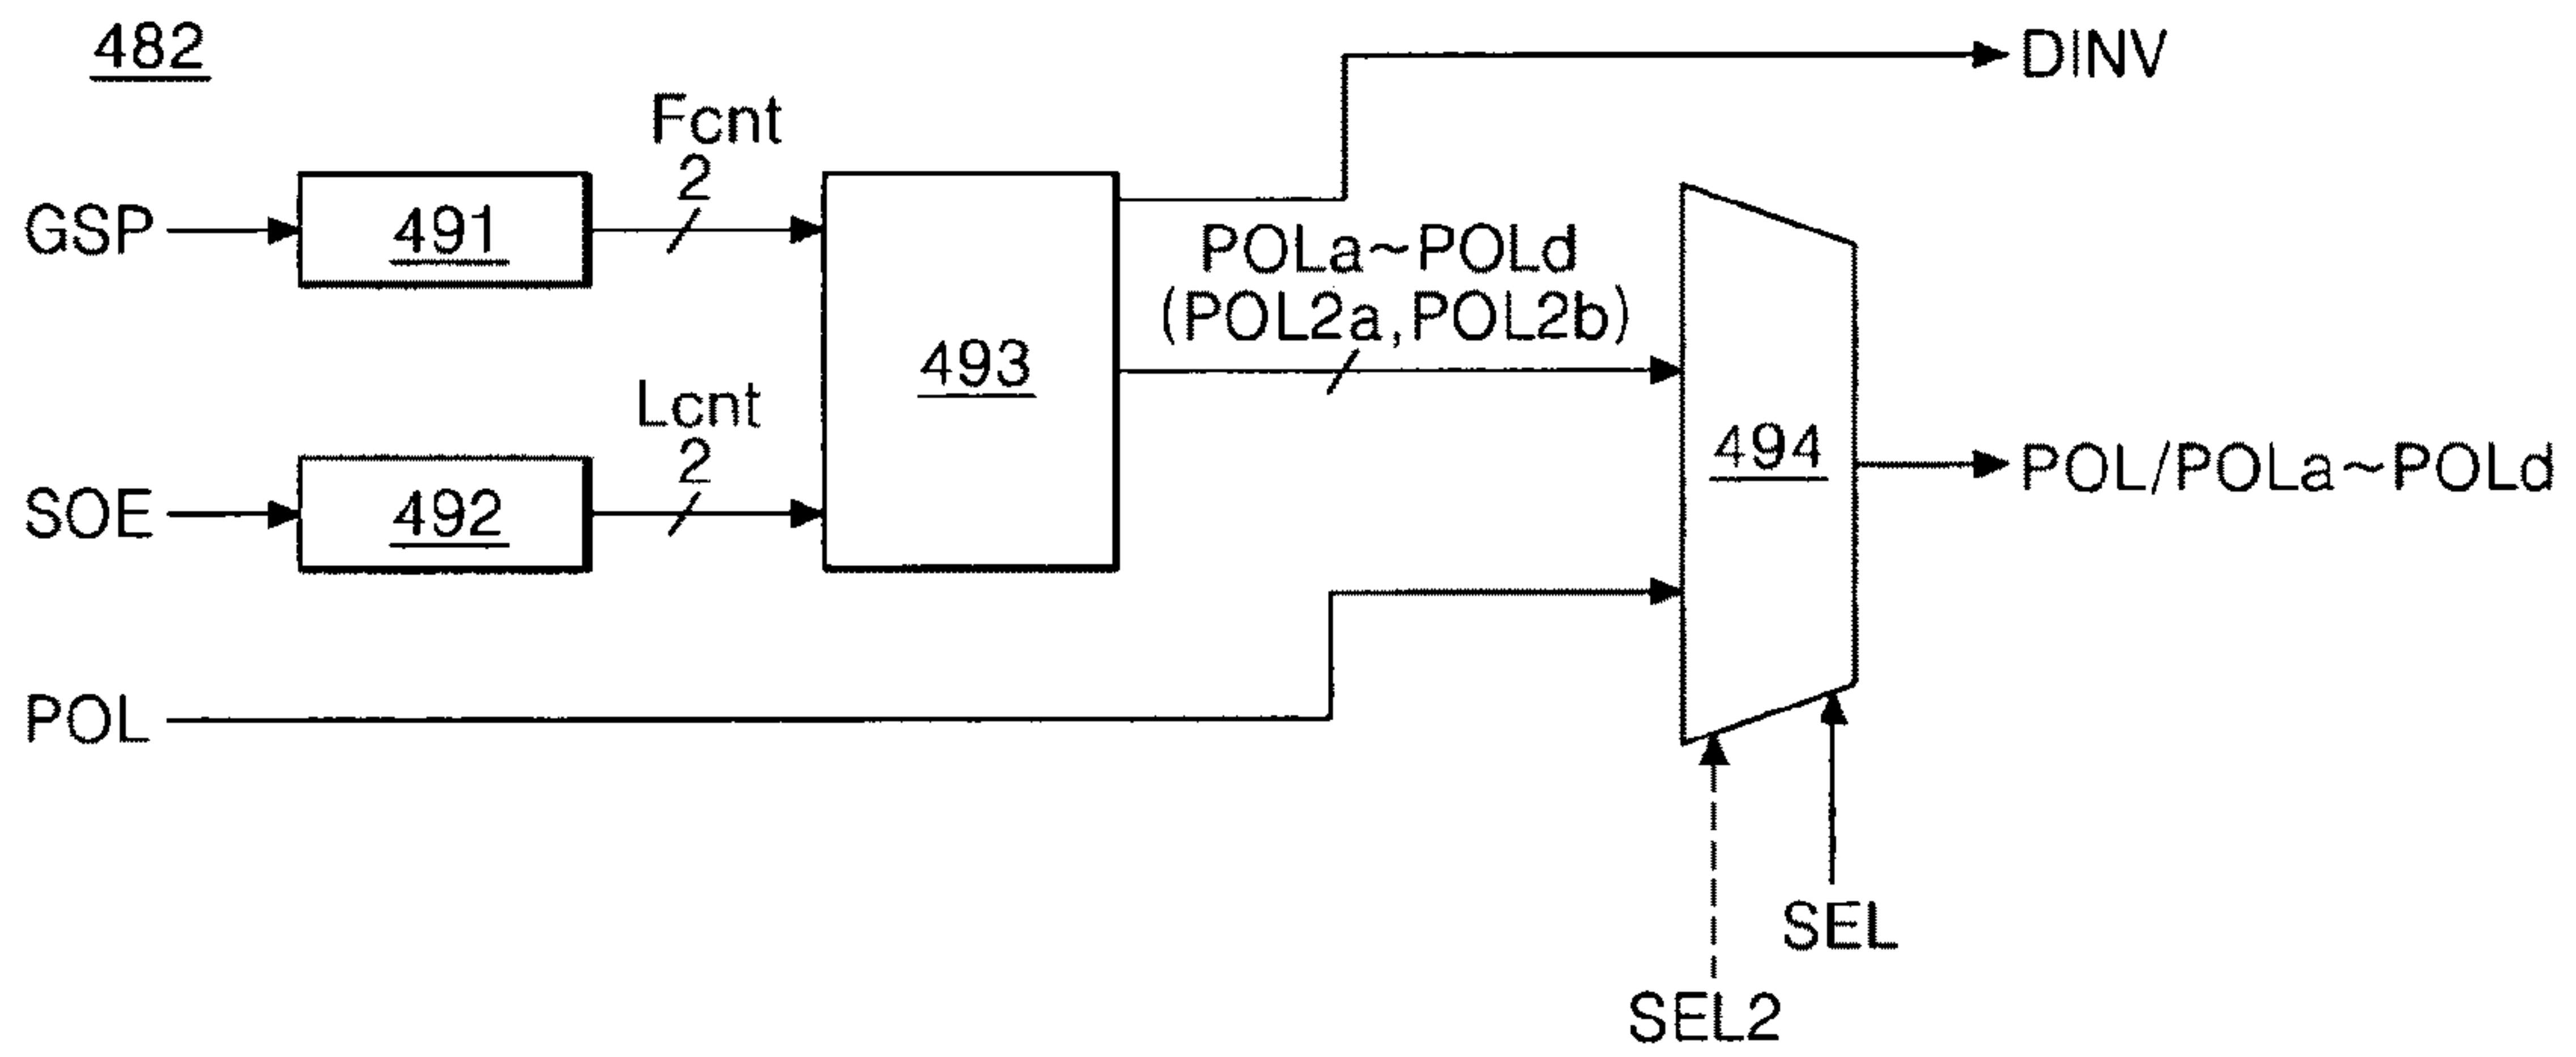 482
DINV
Fcnt
2
GSP
491
POLa~POLd
(POL2a,POL2b)
493
Lcnt
2
494
POL/POLa~POLd
SOE
492
POL
SEL
SEL2